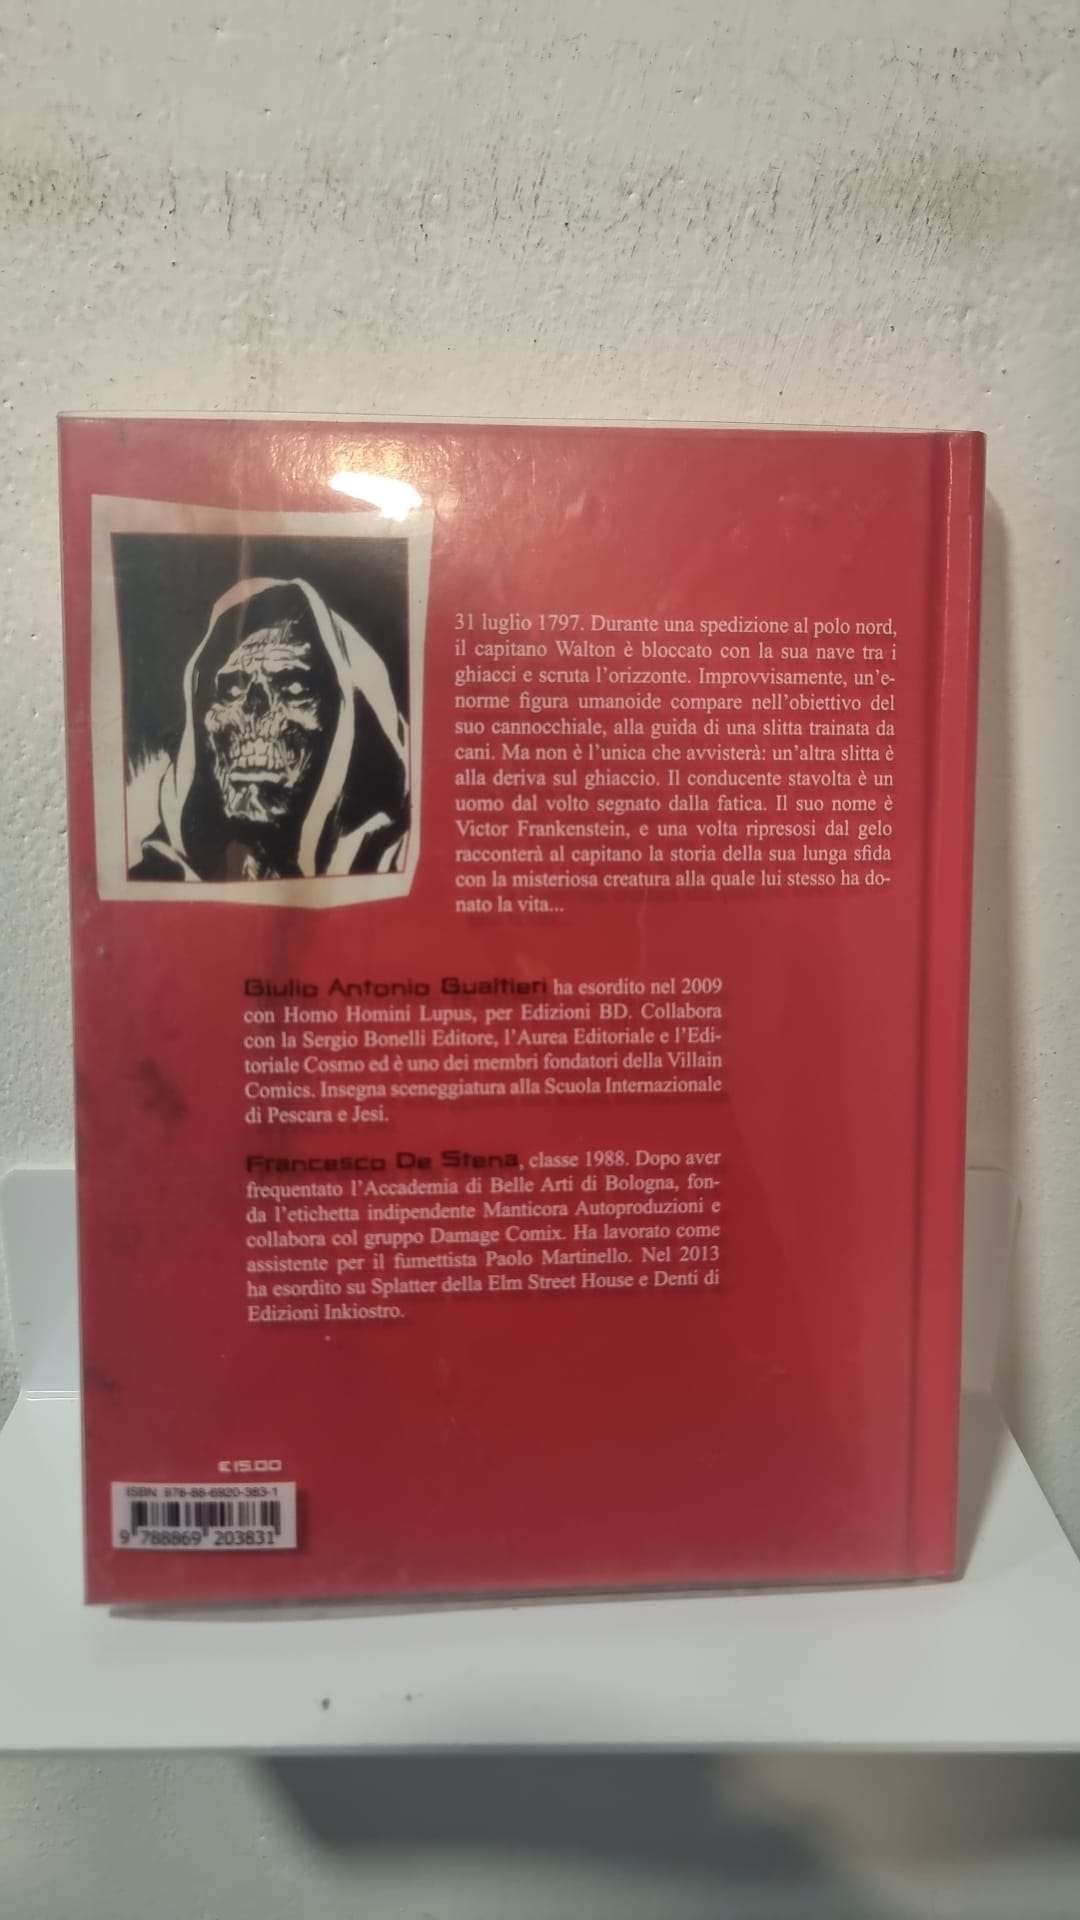 31 luglio 1797. Durante una spedizione al polo nord,
il capitano Walton è bloccato con la sua nave tra i
ghiacci e scruta l'orizzonte. Improvvisamente, un'e-
norme figura umanoide compare nell'obiettivo del
suo cannocchiale, alla guida di una slitta trainata da
cani. Ma non è l'unica che avvisterà: un'altra slitta è
alla deriva sul ghiaccio. Il conducente stavolta è un
uomo dal volto segnato dalla fatica. Il suo nome è
Victor Frankenstein, e una volta ripresosi dal gelo
racconterà al capitano la storia della sua lunga sfida
con la misteriosa creatura alla quale lui stesso ha do-
nato la vita...
Giulio Antonio Gualtieri ha esordito nel 2009
con Homo Homini Lupus, per Edizioni BD. Collabora
con la Sergio Bonelli Editore, l'Aurea Editoriale e l'Edi-
toriale Cosmo ed è uno dei membri fondatori della Villain
Comics. Insegna sceneggiatura alla Scuola Internazionale
di Pescara e Jesi.
Francesco De Stena, classe 1988. Dopo aver
frequentato l'Accademia di Belle Arti di Bologna, fon-
da l'etichetta indipendente Manticora Autoproduzioni e
collabora col gruppo Damage Comix. Ha lavorato come
assistente per il fumettista Paolo Martinello. Nel 2013
ha esordito su Splatter della Elm Street House e Denti di
Edizioni Inkiostro.
€ 15.00
ISBN 978-88-6920-383-1
9 788869 203831